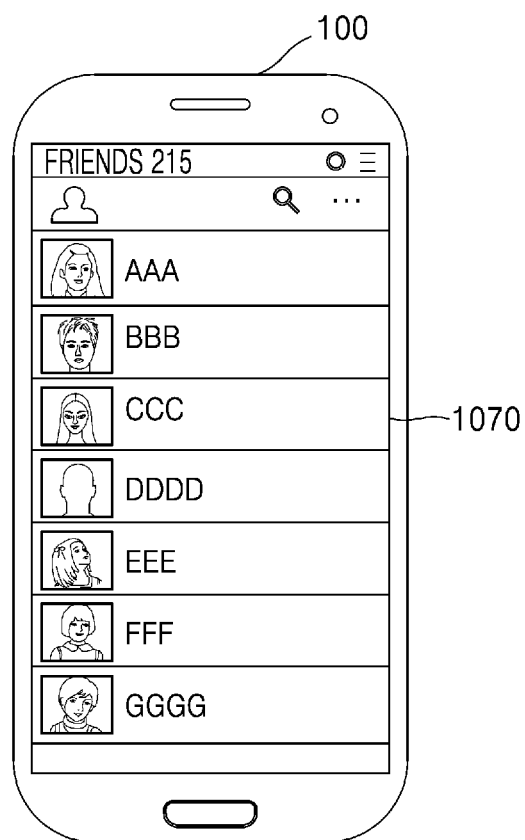 100
FRIENDS 215
...
AAA
BBB
CCC
1070
DDDD
EEE
FFF
GGGG